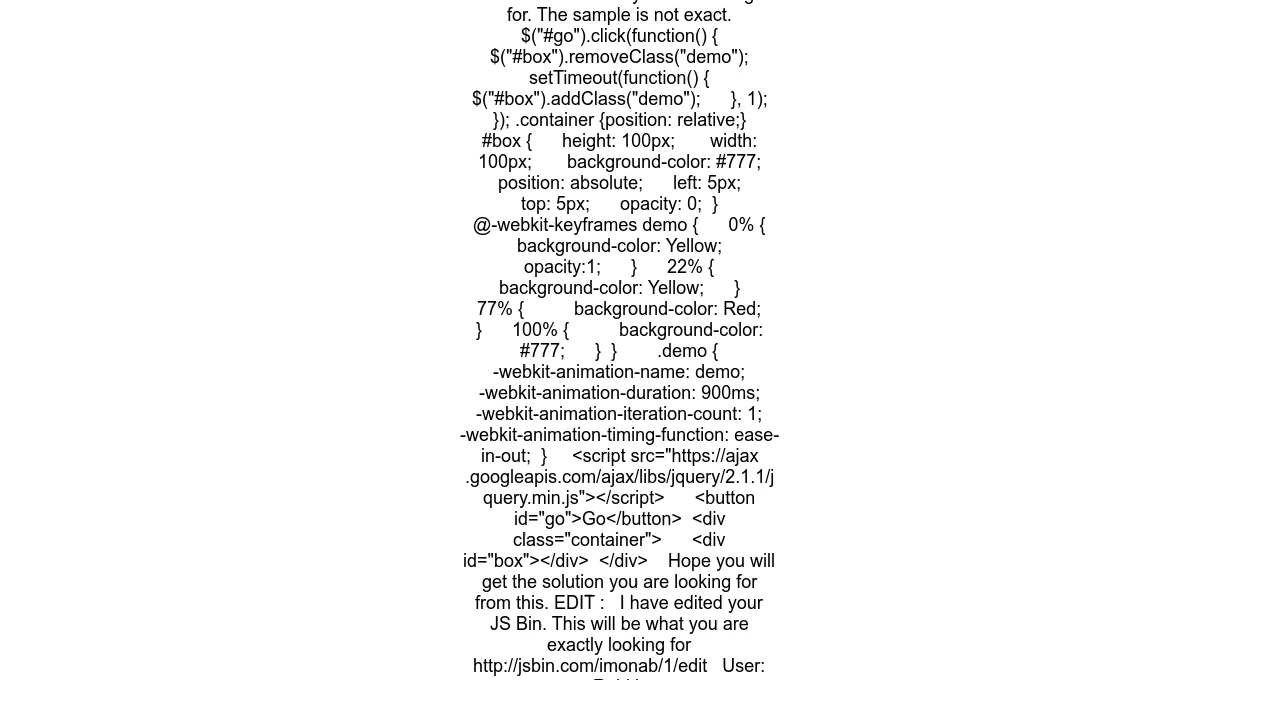 for. The sample is not exact.
$("#go").click(function() {
$("#box").removeClass("demo");
setTimeout(function() {
$("#box").addClass("demo");      }, 1);
}); .container {position: relative;}
#box {      height: 100px;       width:
100px;       background-color: #777;
position: absolute;      left: 5px;
top: 5px;      opacity: 0;  }
@-webkit-keyframes demo {      0% {
background-color: Yellow;
opacity:1;      }      22% {
background-color: Yellow;      }
77% {          background-color: Red;
}      100% {          background-color:
#777;      }  }        .demo {
-webkit-animation-name: demo;
-webkit-animation-duration: 900ms;
-webkit-animation-iteration-count: 1;
-webkit-animation-timing-function: ease-
in-out;  }     <script src="https://ajax
.googleapis.com/ajax/libs/jquery/2.1.1/j
query.min.js"></script>      <button
id="go">Go</button>  <div
class="container">      <div
id="box"></div>  </div>    Hope you will
get the solution you are looking for
from this. EDIT :   I have edited your
JS Bin. This will be what you are
exactly looking for
http://jsbin.com/imonab/1/edit   User: